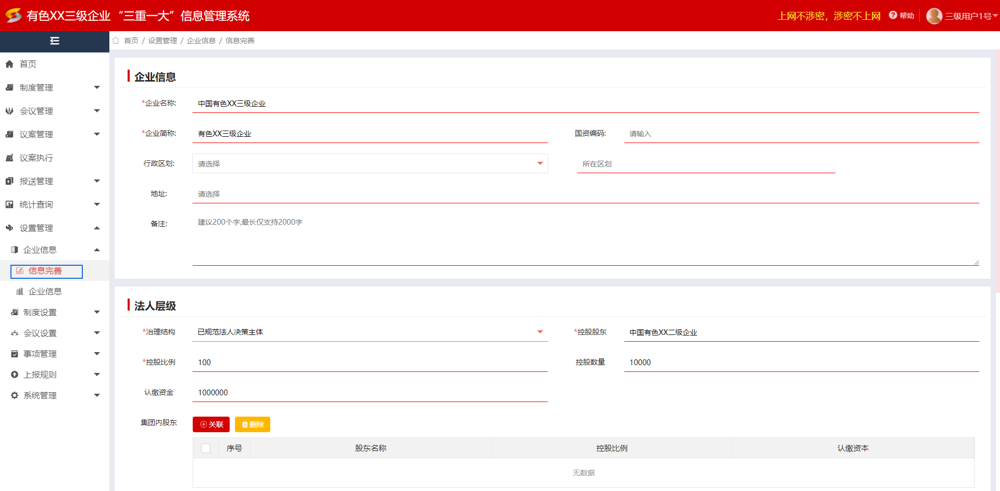 有色XX三级企业“三重一大”信息管理系统
上网不涉密，涉密不上网
帮助
三级用户1号
首页 / 设置管理 / 企业信息 / 信息完善
首页
制度管理
会议管理
议案管理
议案执行
报送管理
统计查询
设置管理
企业信息
信息完善
企业信息
制度设置
会议设置
事项管理
上报规则
系统管理
企业信息
*企业名称: 中国有色XX三级企业
*企业简称: 有色XX三级企业 国资编码: 请输入
行政区划: 请选择 所在区划
地址: 请选择
备注: 建议200个字,最长仅支持2000字
法人层级
*治理结构 已规范法人决策主体 *控股股东 中国有色XX二级企业
*控股比例 100 控股数量 10000
认缴资金 1000000
集团内股东 关联 删除
序号 股东名称 控股比例 认缴资本
无数据